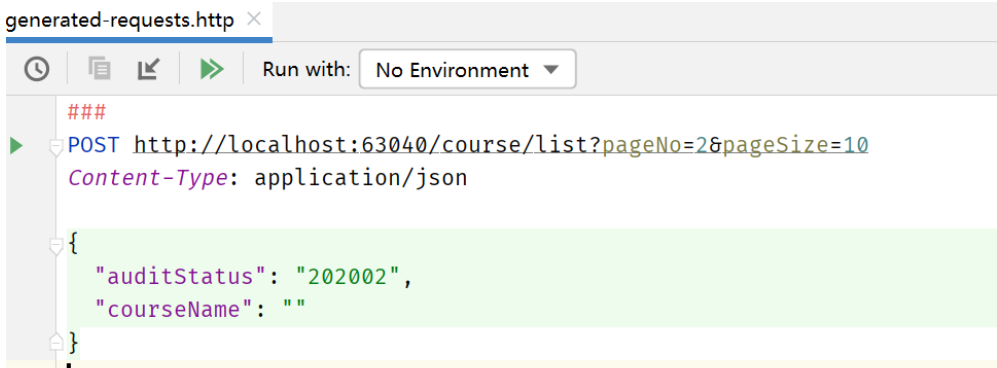 generated-requests.http
Run with: No Environment
###
POST http://localhost:63040/course/list?pageNo=2&pageSize=10
Content-Type: application/json
{
"auditStatus": "202002",
"courseName": ""
}